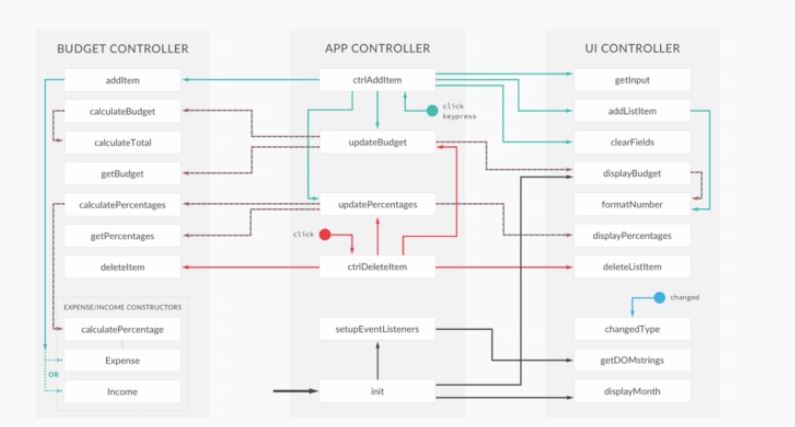 BUDGET CONTROLLER
addItem
calculateBudget
calculateTotal
getBudget
calculatePercentages
getPercentages
deleteItem
EXPENSE/INCOME CONSTRUCTORS
calculatePercentage
Expense
OR
Income
APP CONTROLLER
ctrlAddItem
click
keypress
updateBudget
updatePercentages
click
ctrlDeleteItem
setupEventListeners
init
UI CONTROLLER
getInput
addListItem
clearFields
displayBudget
formatNumber
displayPercentages
deleteListItem
changed
changedType
getDOMstrings
displayMonth